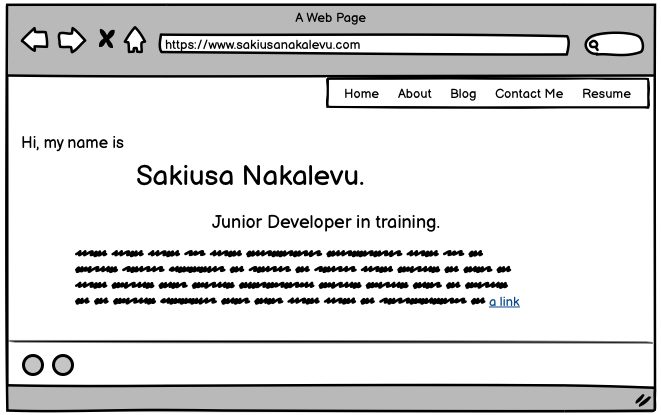 A Web Page
https://www.sakiusanakalevu.com
Home About Blog Contact Me Resume
Hi, my name is
Sakiusa Nakalevu.
Junior Developer in training.
a link